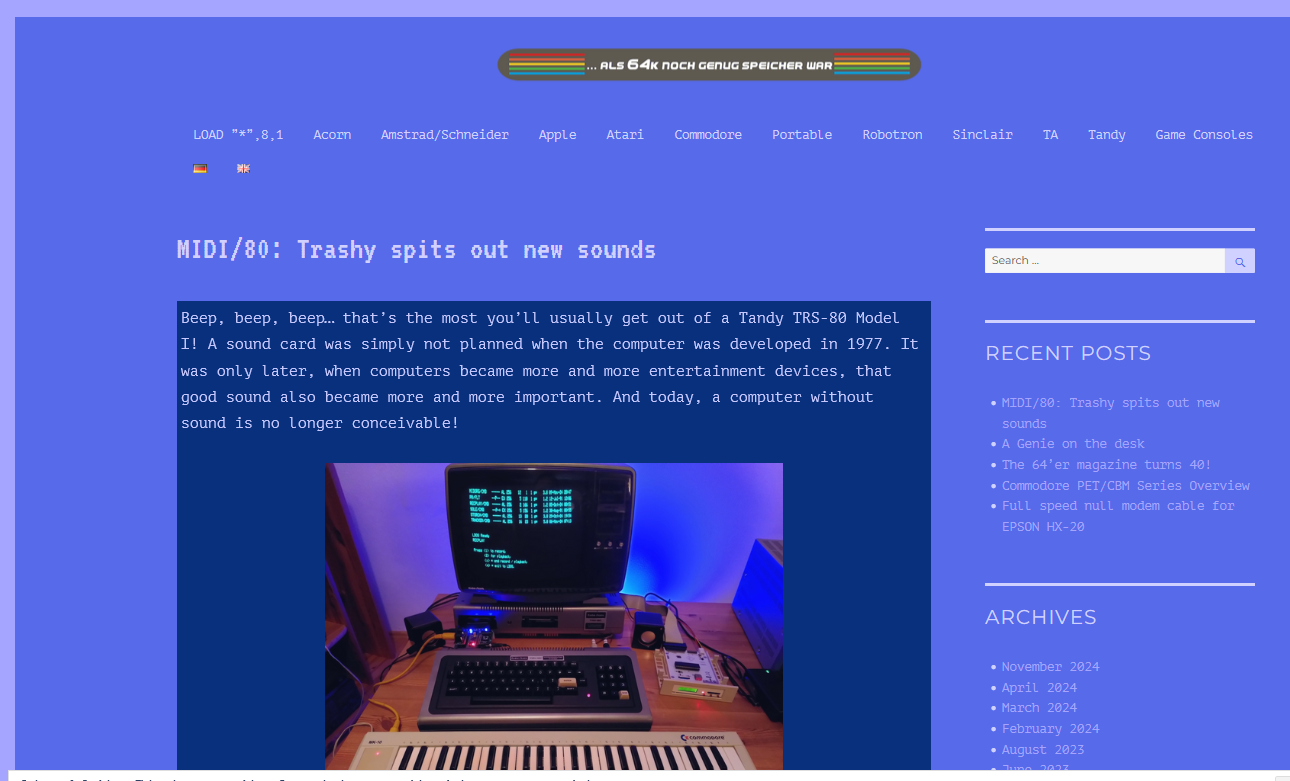 ... ALS 64K NOCH GENUG SPEICHER WAR
LOAD ”*”,8,1 Acorn Amstrad/Schneider Apple Atari Commodore Portable Robotron Sinclair TA Tandy Game Consoles
MIDI/80: Trashy spits out new sounds
Beep, beep, beep… that’s the most you’ll usually get out of a Tandy TRS-80 Model
I! A sound card was simply not planned when the computer was developed in 1977. It
was only later, when computers became more and more entertainment devices, that
good sound also became more and more important. And today, a computer without
sound is no longer conceivable!
commodore
Search …
RECENT POSTS
MIDI/80: Trashy spits out new
sounds
A Genie on the desk
The 64’er magazine turns 40!
Commodore PET/CBM Series Overview
Full speed null modem cable for
EPSON HX-20
ARCHIVES
November 2024
April 2024
March 2024
February 2024
August 2023
June 2023